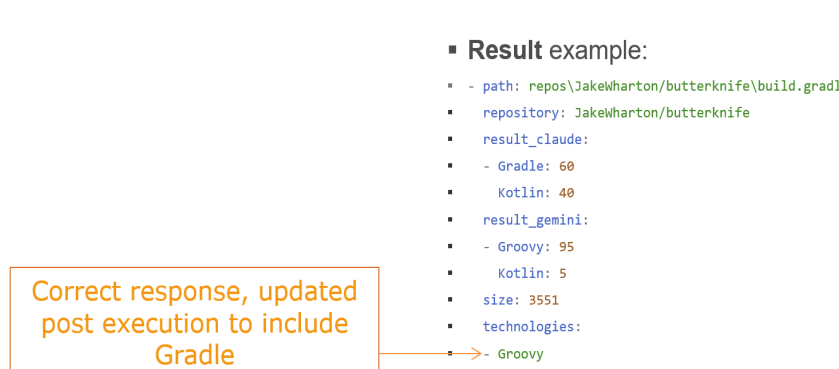 ▪ Result example:
▪ - path: repos\JakeWharton/butterknife\build.gradl
▪ repository: JakeWharton/butterknife
▪ result_claude:
▪ - Gradle: 60
▪ Kotlin: 40
▪ result_gemini:
▪ - Groovy: 95
▪ Kotlin: 5
▪ size: 3551
▪ technologies:
▪ - Groovy
Correct response, updated
post execution to include
Gradle